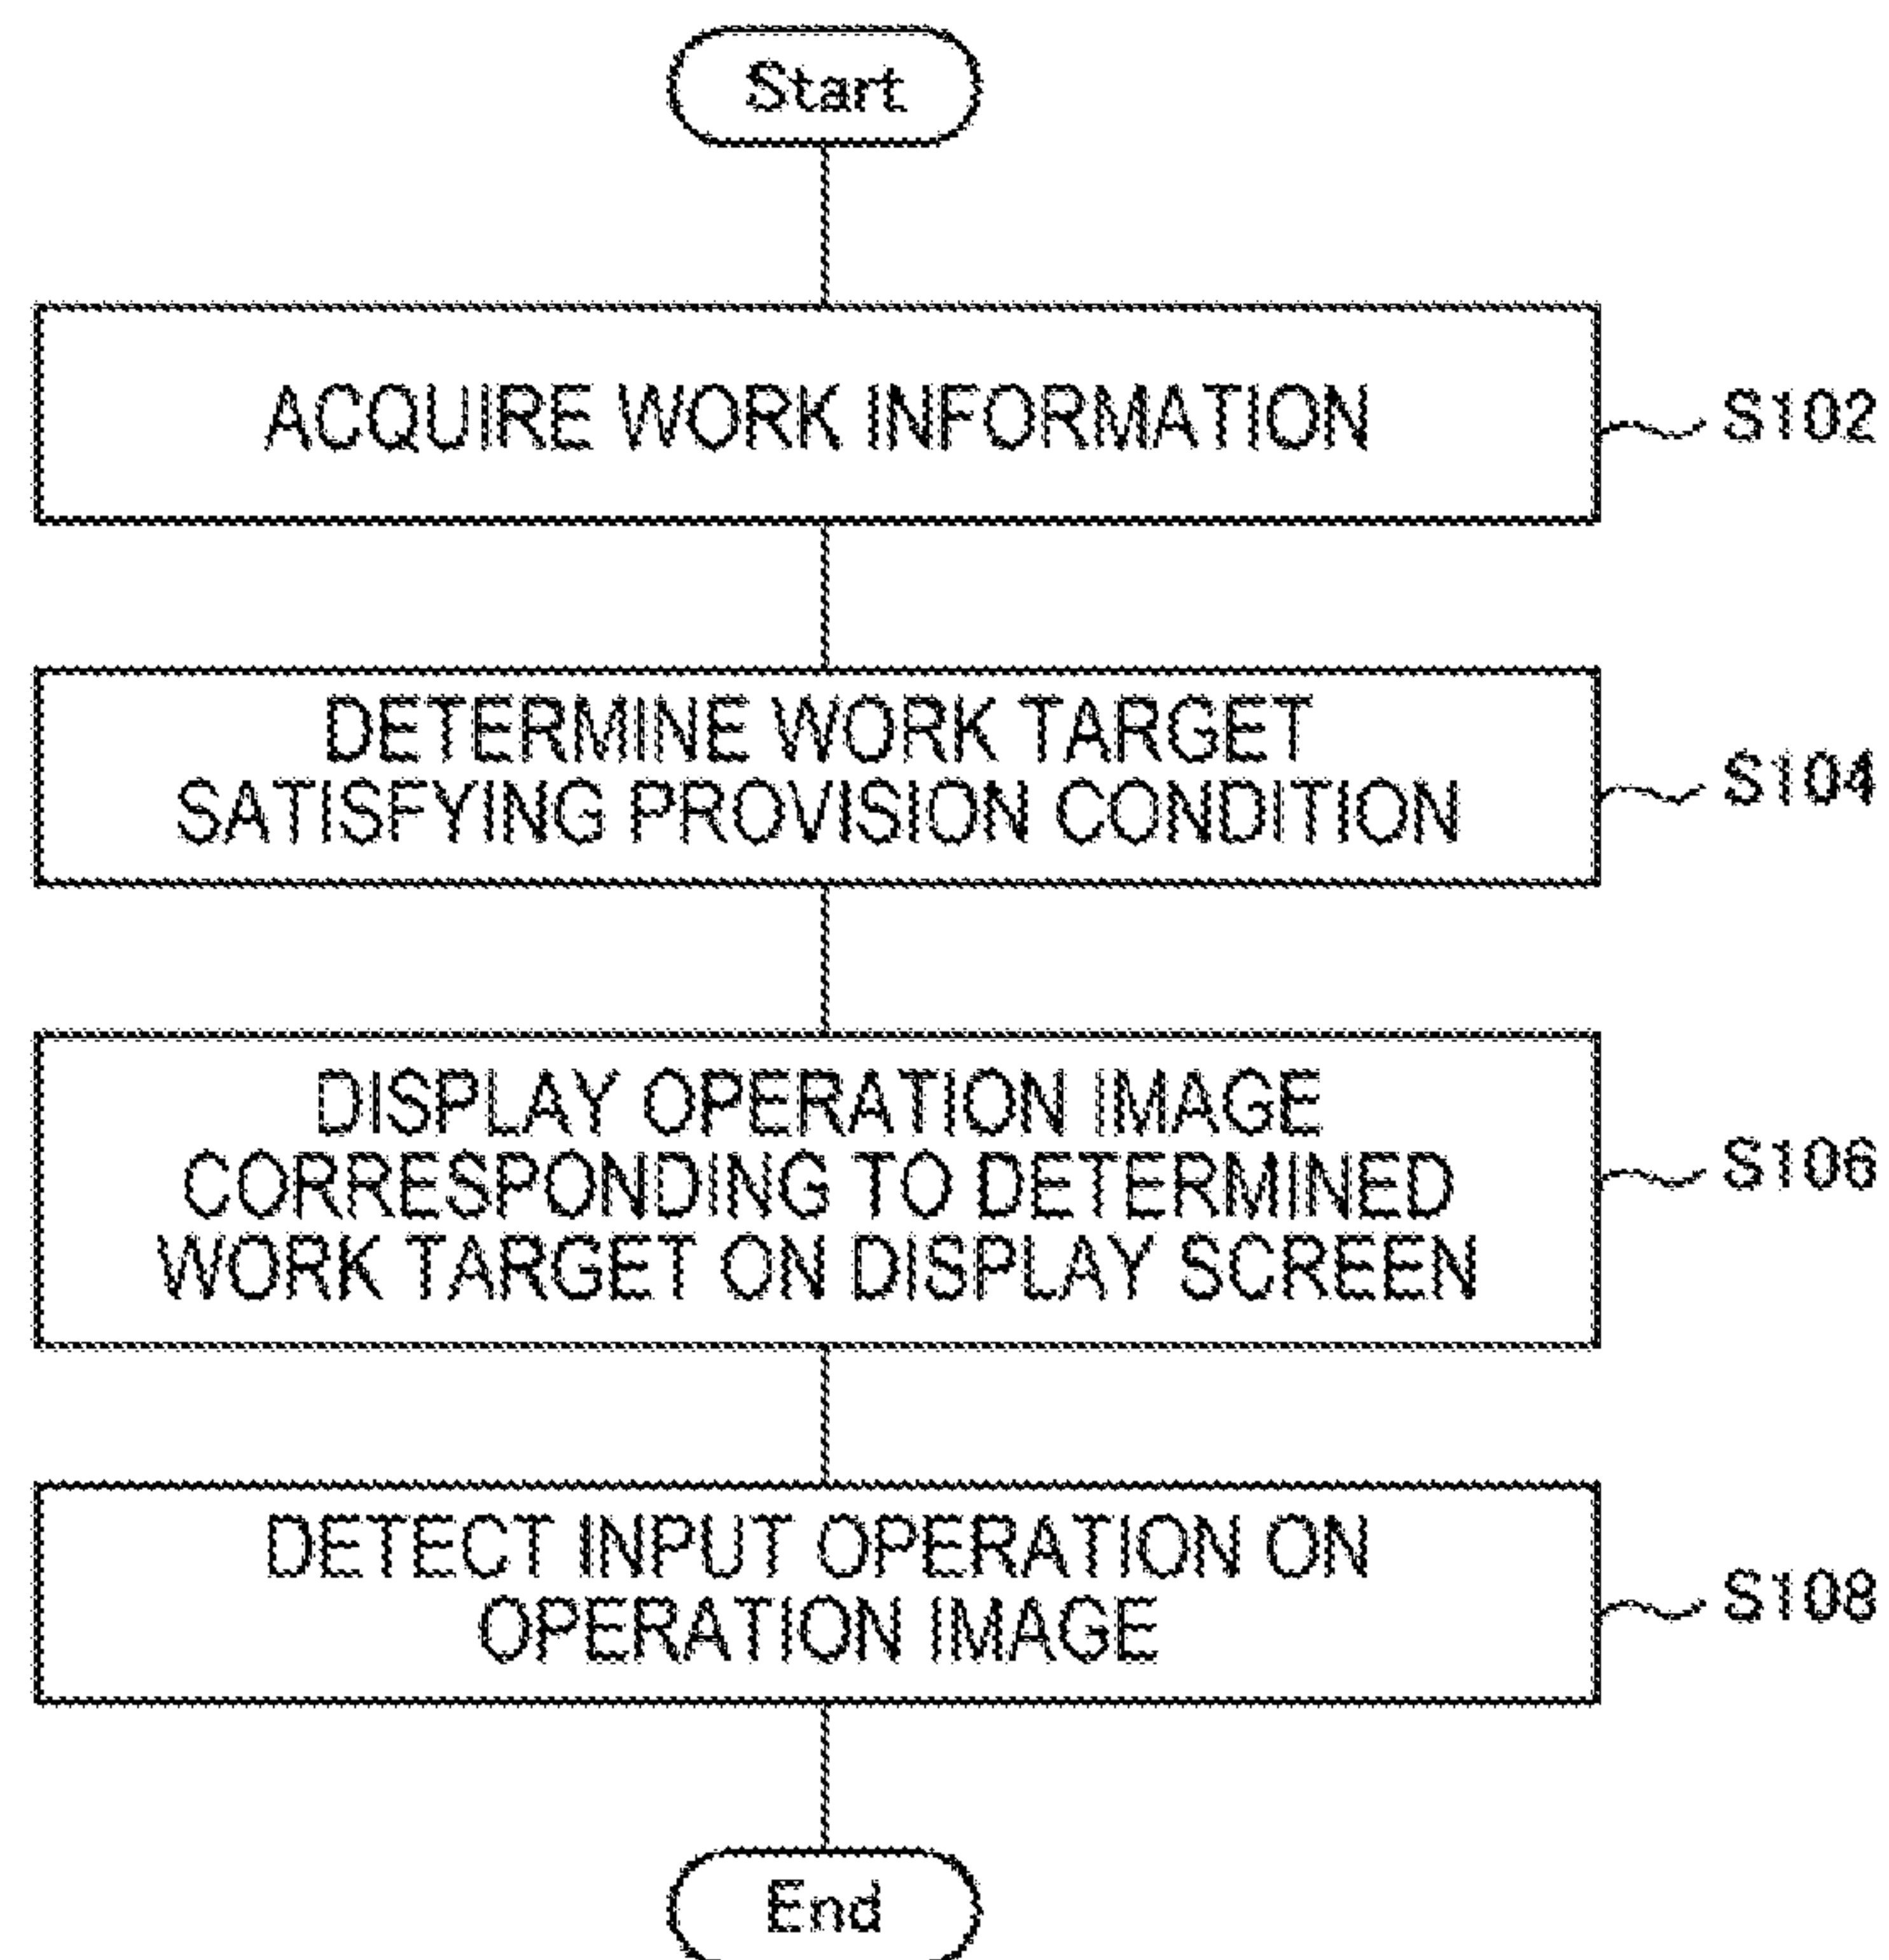 Start
ACQUIRE WORK INFORMATION
S102
DETERMINE WORK TARGET
SATISFYING PROVISION CONDITION
S104
DISPLAY OPERATION IMAGE
CORRESPONDING TO DETERMINED
WORK TARGET ON DISPLAY SCREEN
S106
DETECT INPUT OPERATION ON
OPERATION IMAGE
S108
End